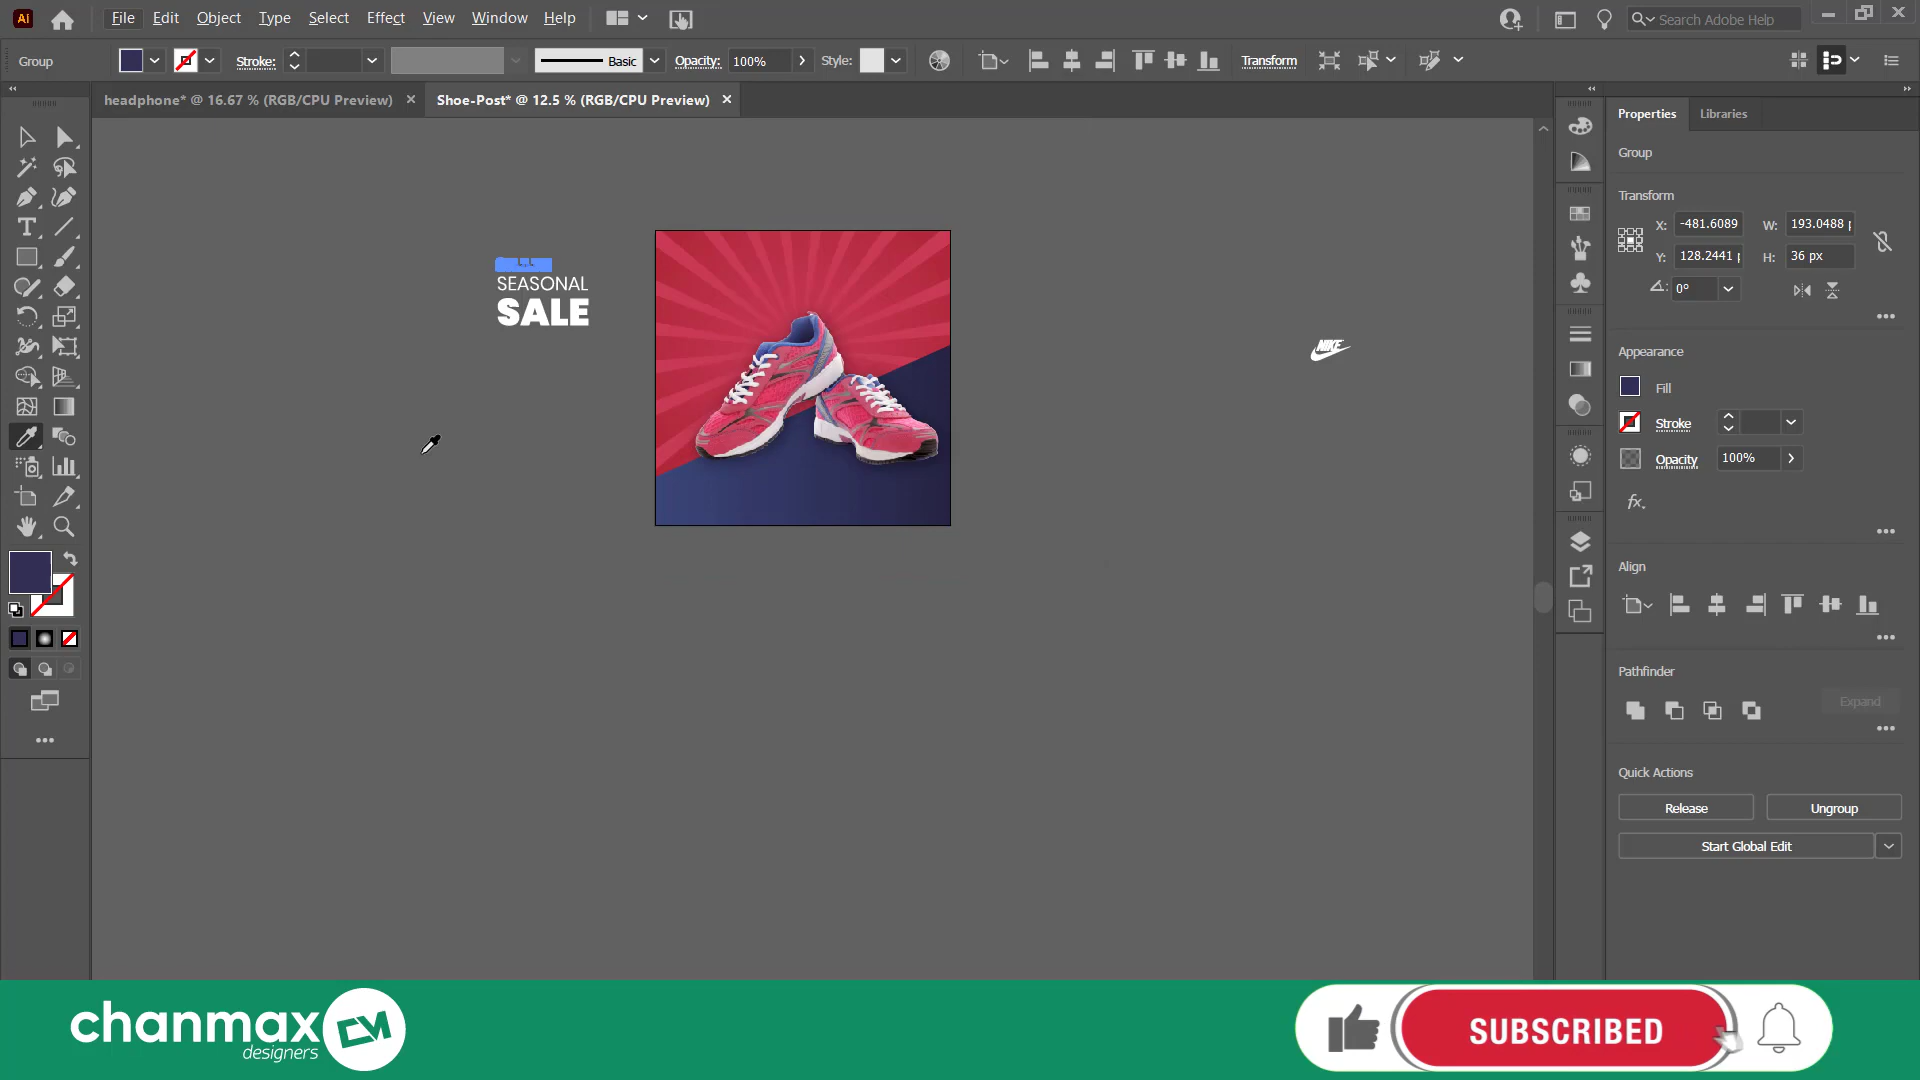 Ai File Edit Object Type Select Effect View Window Help Search Adobe Help
Group Stroke: Basic Opacity: 100% Style: Transform
headphone* @ 16.67 % (RGB/CPU Preview) Shoe-Post* @ 12.5 % (RGB/CPU Preview)
Properties Libraries
Group
Transform
X: -481.6089 W: 193.0488 p
Y: 128.2441 p H: 36 px
0°
Appearance
Fill
Stroke
Opacity 100%
fx.
Align
Pathfinder
Expand
Quick Actions
Release Ungroup
Start Global Edit
SEASONAL
SALE
NIKE
chanmax
designers
CM
SUBSCRIBED